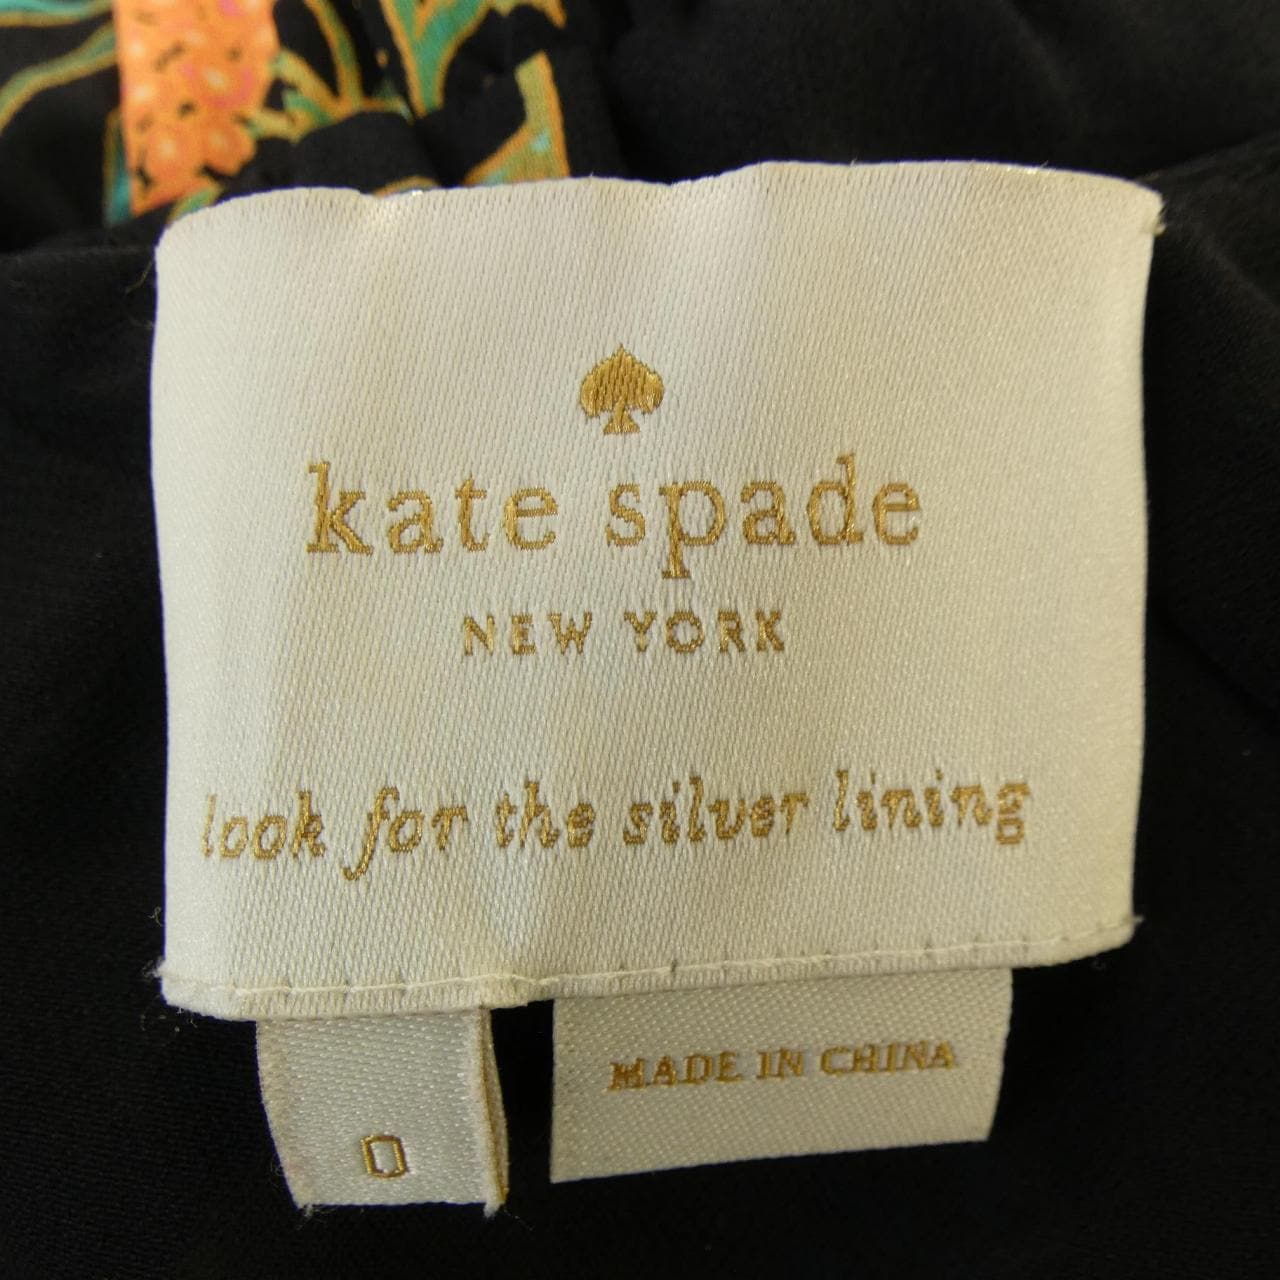 kate spade
NEW YORK
look for the silver lining
0
MADE IN CHINA